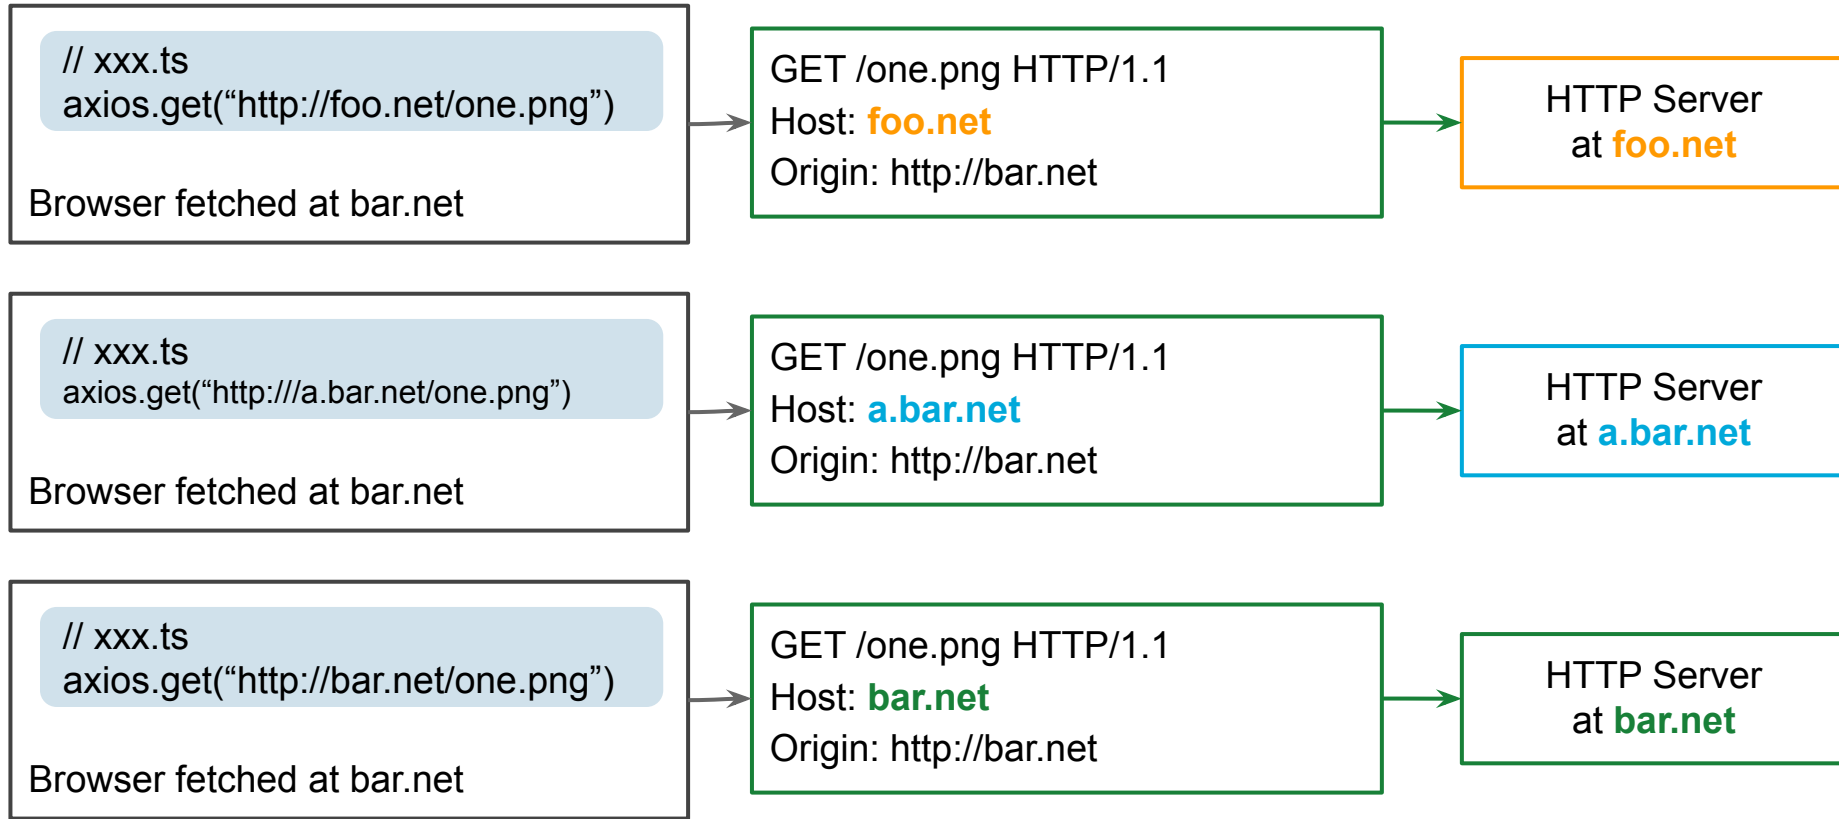 // xxx.ts
axios.get(“http://foo.net/one.png”)
Browser fetched at bar.net
GET /one.png HTTP/1.1
Host: foo.net
Origin: http://bar.net
HTTP Server
at foo.net
// xxx.ts
axios.get(“http:///a.bar.net/one.png”)
Browser fetched at bar.net
GET /one.png HTTP/1.1
Host: a.bar.net
Origin: http://bar.net
HTTP Server
at a.bar.net
// xxx.ts
axios.get(“http://bar.net/one.png”)
Browser fetched at bar.net
GET /one.png HTTP/1.1
Host: bar.net
Origin: http://bar.net
HTTP Server
at bar.net